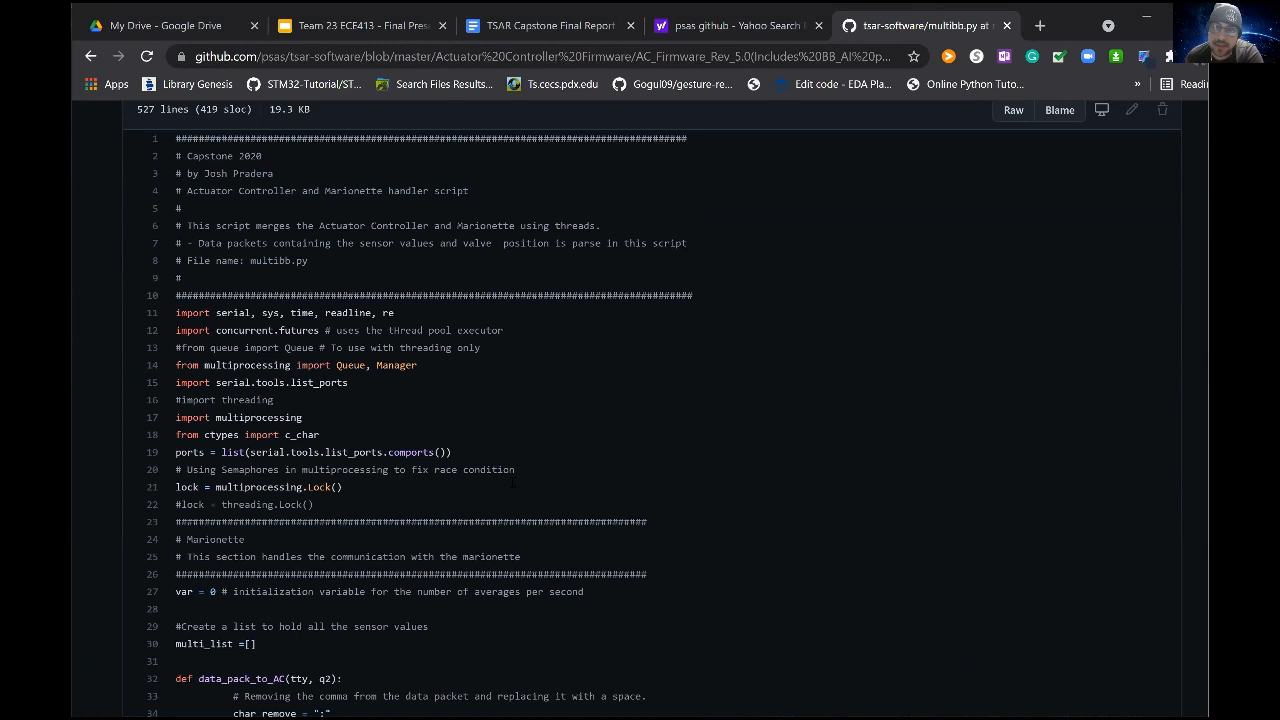 My Drive - Google Drive
Team 23 ECE413 - Final Pres
TSAR Capstone Final Report
psas github - Yahoo Search
tsar-software/multibb.py at
github.com/psas/tsar-software/blob/master/Actuator%20Controller%20Firmware/AC_Firmware_Rev_5.0(Includes%20BB_AI%20p...
Apps
Library Genesis
STM32-Tutorial/ST...
Search Files Result...
Ts.cecs.pdx.edu
Gogul09/gesture-re...
Edit code - EDA Pla...
Online Python Tuto...
»
Readin
527 lines (419 sloc)
19.3 KB
Raw
Blame
1 #########################################################################################
2 # Capstone 2020
3 # by Josh Pradera
4 # Actuator Controller and Marionette handler script
5 #
6 # This script merges the Actuator Controller and Marionette using threads.
7 # - Data packets containing the sensor values and valve  position is parse in this script
8 # File name: multibb.py
9 #
10 ##########################################################################################
11 import serial, sys, time, readline, re
12 import concurrent.futures # uses the tHread pool executor
13 #from queue import Queue # To use with threading only
14 from multiprocessing import Queue, Manager
15 import serial.tools.list_ports
16 #import threading
17 import multiprocessing
18 from ctypes import c_char
19 ports = list(serial.tools.list_ports.comports())
20 # Using Semaphores in multiprocessing to fix race condition
21 lock = multiprocessing.Lock()
22 #lock = threading.Lock()
23 ##################################################################################
24 # Marionette
25 # This section handles the communication with the marionette
26 ##################################################################################
27 var = 0 # initialization variable for the number of averages per second
28
29 #Create a list to hold all the sensor values
30 multi_list =[]
31
32 def data_pack_to_AC(tty, q2):
33 # Removing the comma from the data packet and replacing it with a space.
34 char_remove = ":"